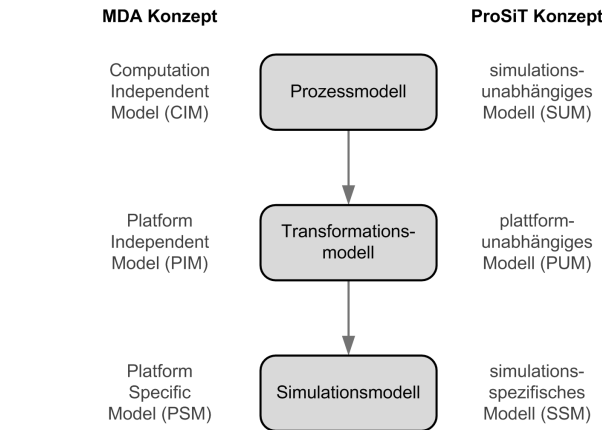 MDA Konzept
ProSiT Konzept
Computation
Independent
Model (CIM)
Prozessmodell
simulations-
unabhängiges
Modell (SUM)
Platform
Independent
Model (PIM)
Transformations-
modell
plattform-
unabhängiges
Modell (PUM)
Platform
Specific
Model (PSM)
Simulationsmodell
simulations-
spezifisches
Modell (SSM)